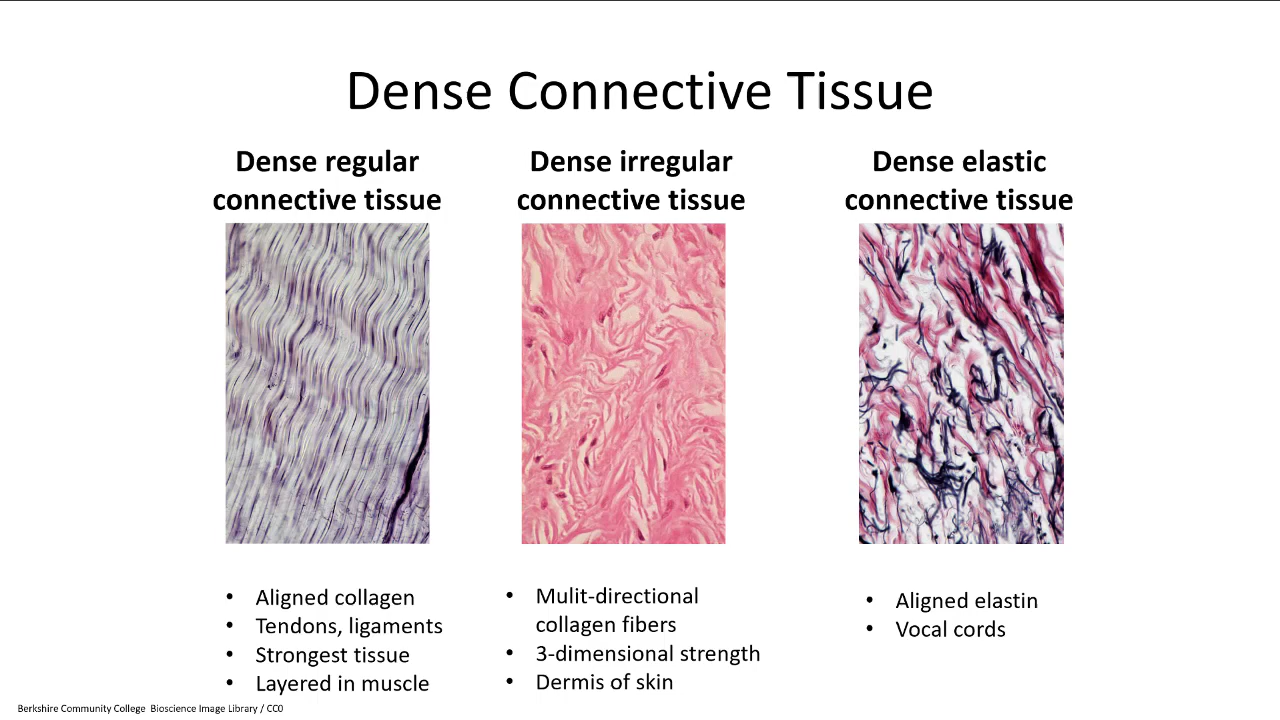 Dense Connective Tissue
Dense regular
connective tissue
Dense irregular
connective tissue
Dense elastic
connective tissue
• Aligned collagen
• Tendons, ligaments
• Strongest tissue
• Layered in muscle
• Mulit-directional
collagen fibers
• 3-dimensional strength
• Dermis of skin
• Aligned elastin
• Vocal cords
Berkshire Community College Bioscience Image Library / CC0